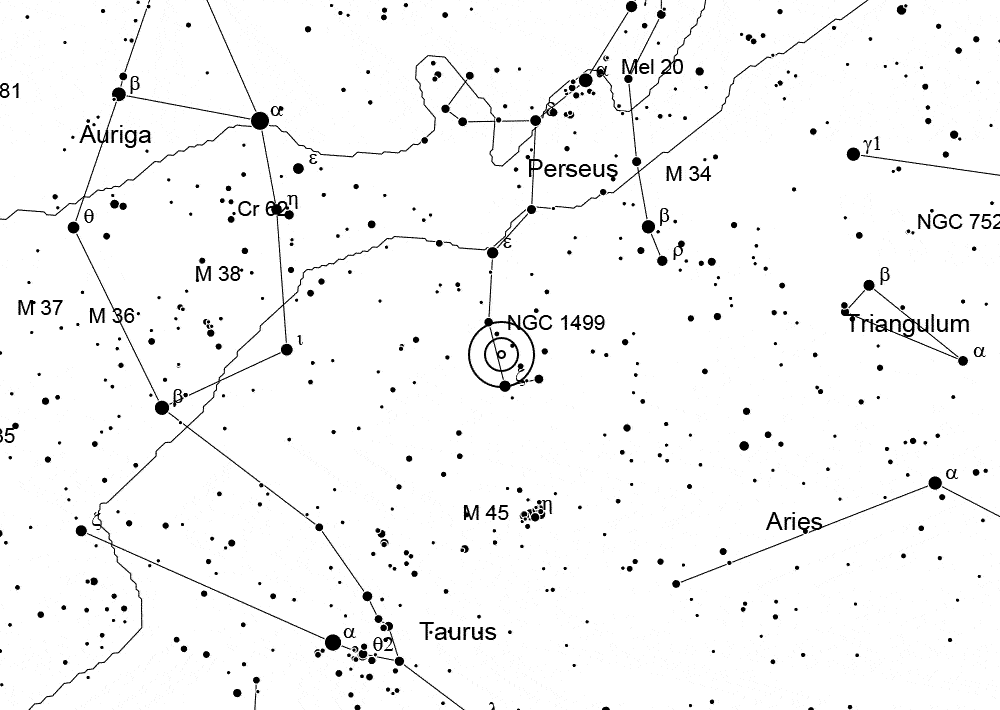 α
Mel 20
81
β
δ
α
Auriga
γ1
ε
Perseus
M 34
η
Cr 62
θ
β
NGC 752
ε
ρ
M 38
β
M 37
M 36
NGC 1499
Triangulum
ι
α
ζ
β
35
α
M 45
η
Aries
ζ
α
Taurus
θ2
λ